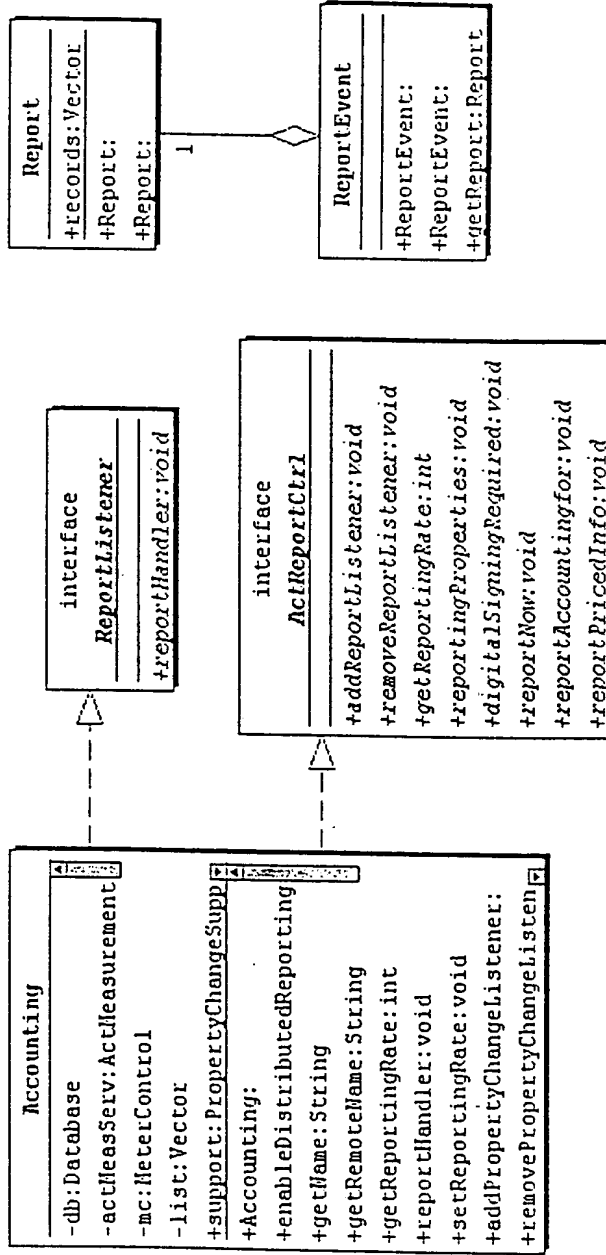 Accounting
-db:Database
-actMeasServ:ActMeasurement
-mc:MeterControl
-list:Vector
+support:PropertyChangeSupp
+Accounting:
+enableDistributedReporting
+getName:String
+getRemoteName:String
+getReportingRate:int
+reportHandler:void
+setReportingRate:void
+addPropertyChangeListener:
+removePropertyChangeListen
interface
ReportListener
+reportHandler:void
interface
ActReportCtrl
+addReportListener:void
+removeReportListener:void
+getReportingRate:int
+reportingProperties:void
+digitalSigningRequired:void
+reportNow:void
+reportAccountingfor:void
+reportPricedInfo:void
Report
+records:Vector
+Report:
+Report:
1
ReportEvent
+ReportEvent:
+ReportEvent:
+getReport:Report